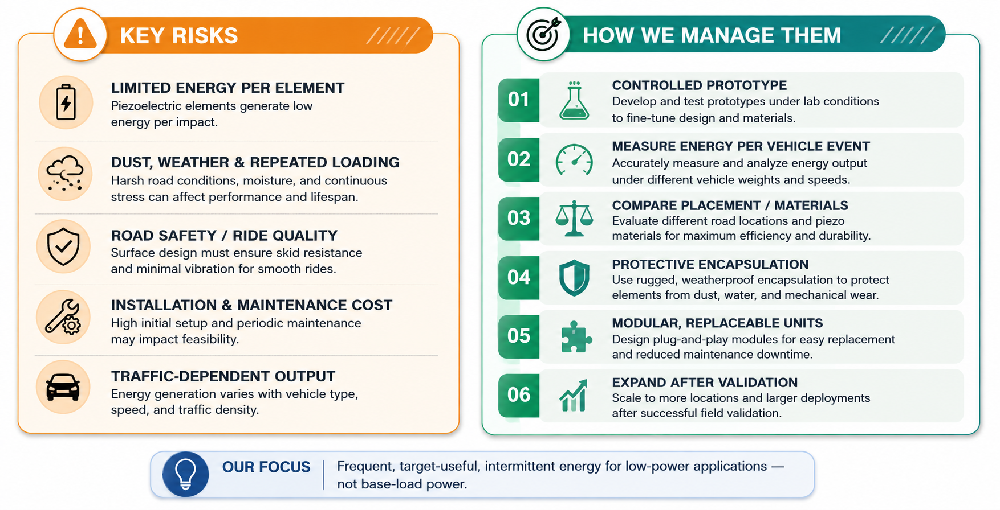 KEY RISKS
LIMITED ENERGY PER ELEMENT
Piezoelectric elements generate low
energy per impact.
DUST, WEATHER & REPEATED LOADING
Harsh road conditions, moisture, and continuous
stress can affect performance and lifespan.
ROAD SAFETY / RIDE QUALITY
Surface design must ensure skid resistance
and minimal vibration for smooth rides.
INSTALLATION & MAINTENANCE COST
High initial setup and periodic maintenance
may impact feasibility.
TRAFFIC-DEPENDENT OUTPUT
Energy generation varies with vehicle type,
speed, and traffic density.
HOW WE MANAGE THEM
01
CONTROLLED PROTOTYPE
Develop and test prototypes under lab conditions
to fine-tune design and materials.
02
MEASURE ENERGY PER VEHICLE EVENT
Accurately measure and analyze energy output
under different vehicle weights and speeds.
03
COMPARE PLACEMENT / MATERIALS
Evaluate different road locations and piezo
materials for maximum efficiency and durability.
04
PROTECTIVE ENCAPSULATION
Use rugged, weatherproof encapsulation to protect
elements from dust, water, and mechanical wear.
05
MODULAR, REPLACEABLE UNITS
Design plug-and-play modules for easy replacement
and reduced maintenance downtime.
06
EXPAND AFTER VALIDATION
Scale to more locations and larger deployments
after successful field validation.
OUR FOCUS
Frequent, target-useful, intermittent energy for low-power applications —
not base-load power.